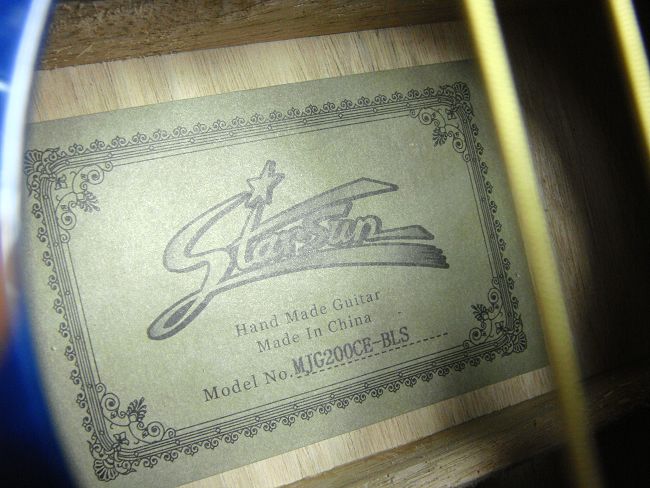 StarSun
Hand Made Guitar
Made In China
Model No. MJG200CE-BLS